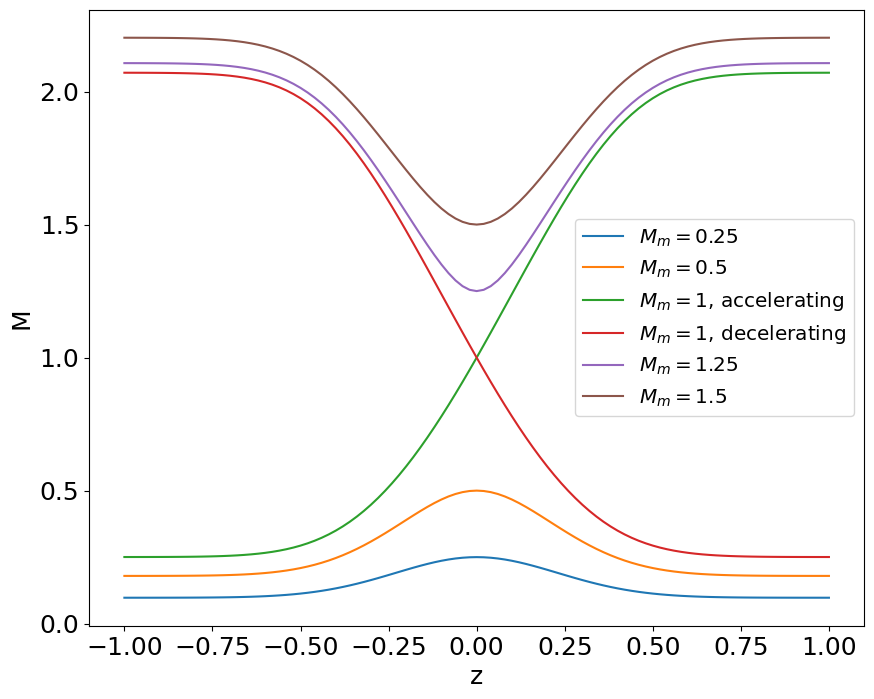 M
2.0
1.5
1.0
0.5
0.0
M_m = 0.25
M_m = 0.5
M_m = 1, accelerating
M_m = 1, decelerating
M_m = 1.25
M_m = 1.5
−1.00 −0.75 −0.50 −0.25 0.00 0.25 0.50 0.75 1.00
z